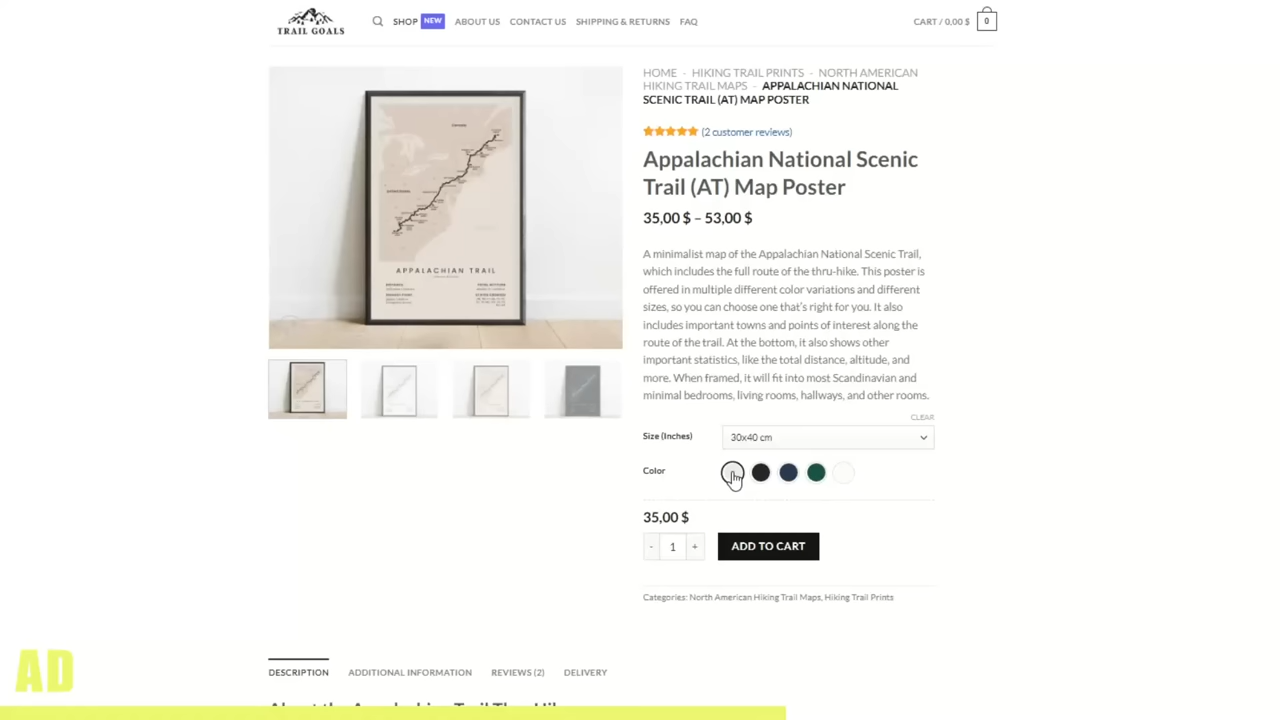 TRAIL GOALS
SHOP NEW ABOUT US CONTACT US SHIPPING & RETURNS FAQ
CART / 0,00 $ 0
HOME - HIKING TRAIL PRINTS - NORTH AMERICAN
HIKING TRAIL MAPS - APPALACHIAN NATIONAL
SCENIC TRAIL (AT) MAP POSTER
(2 customer reviews)
Appalachian National Scenic
Trail (AT) Map Poster
35,00 $ – 53,00 $
A minimalist map of the Appalachian National Scenic Trail,
which includes the full route of the thru-hike. This poster is
offered in multiple different color variations and different
sizes, so you can choose one that's right for you. It also
includes important towns and points of interest along the
route of the trail. At the bottom, it also shows other
important statistics, like the total distance, altitude, and
more. When framed, it will fit into most Scandinavian and
minimal bedrooms, living rooms, hallways, and other rooms.
APPALACHIAN TRAIL
CLEAR
Size (Inches) 30x40 cm
Color
35,00 $
- 1 + ADD TO CART
Categories: North American Hiking Trail Maps, Hiking Trail Prints
AD
DESCRIPTION ADDITIONAL INFORMATION REVIEWS (2) DELIVERY